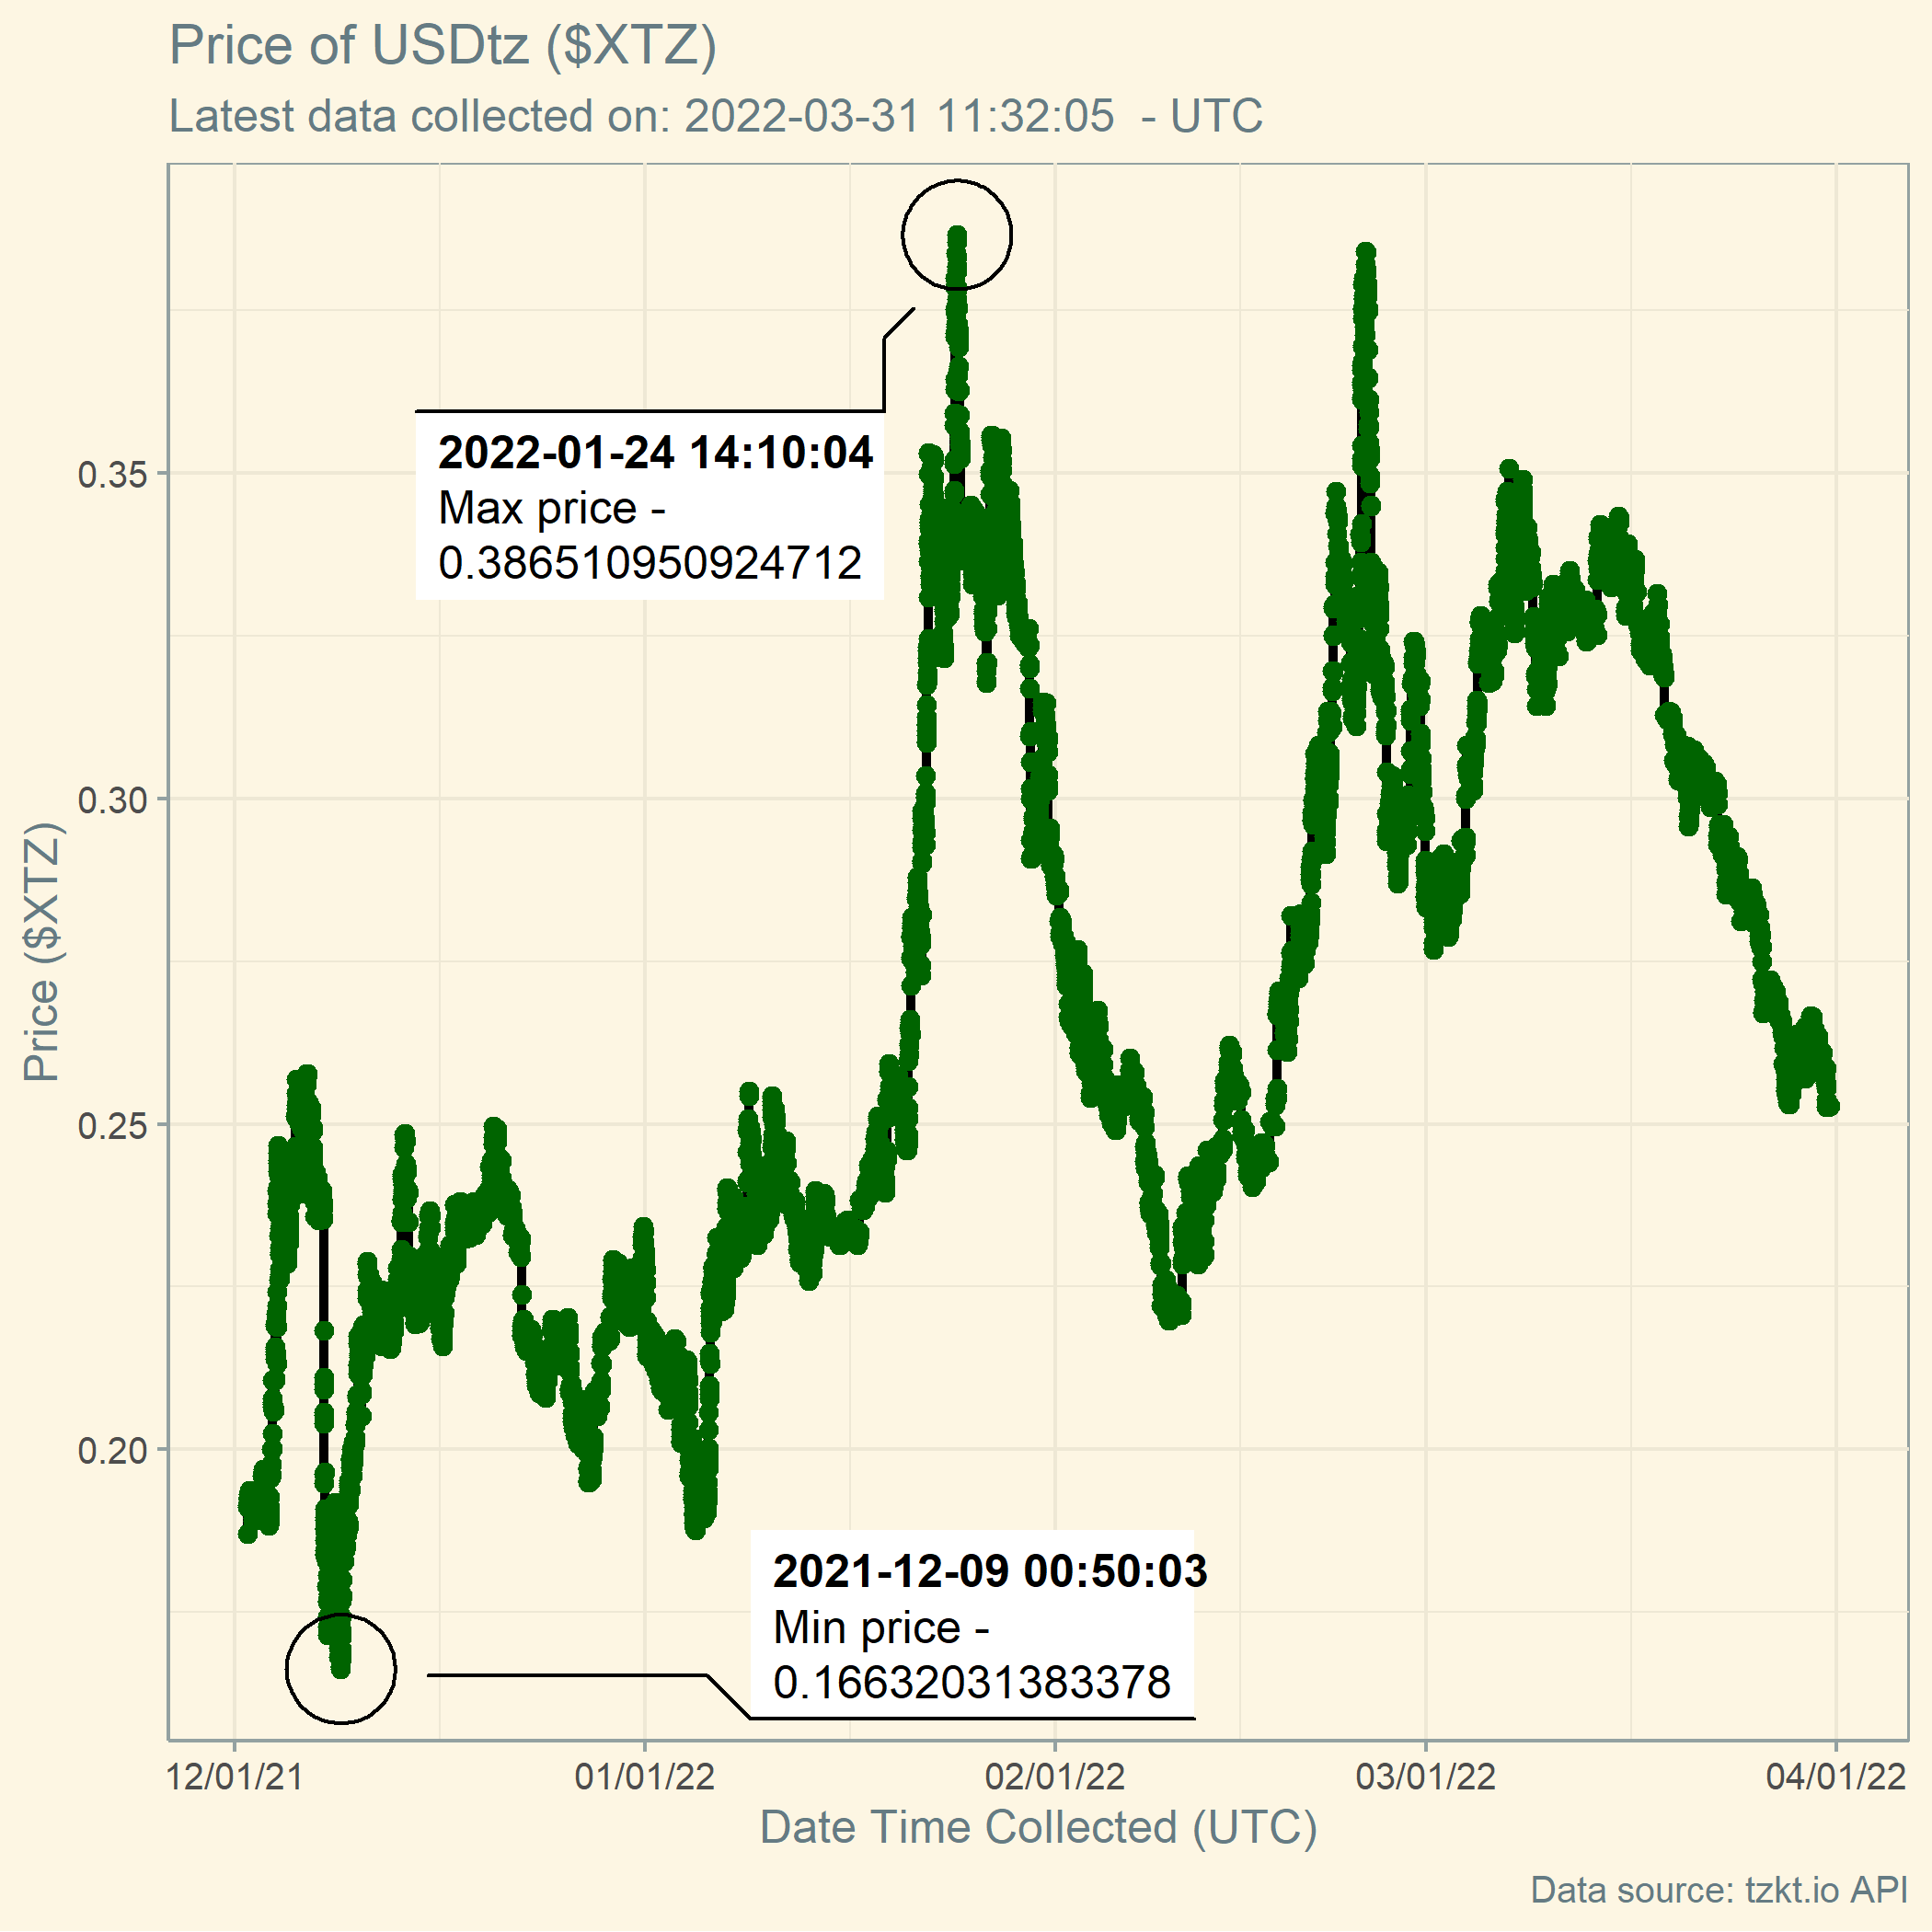 Price of USDtz ($XTZ)
Latest data collected on: 2022-03-31 11:32:05  - UTC
2022-01-24 14:10:04
Max price -
0.386510950924712
2021-12-09 00:50:03
Min price -
0.16632031383378
Price ($XTZ)
0.35
0.30
0.25
0.20
12/01/21
01/01/22
02/01/22
03/01/22
04/01/22
Date Time Collected (UTC)
Data source: tzkt.io API